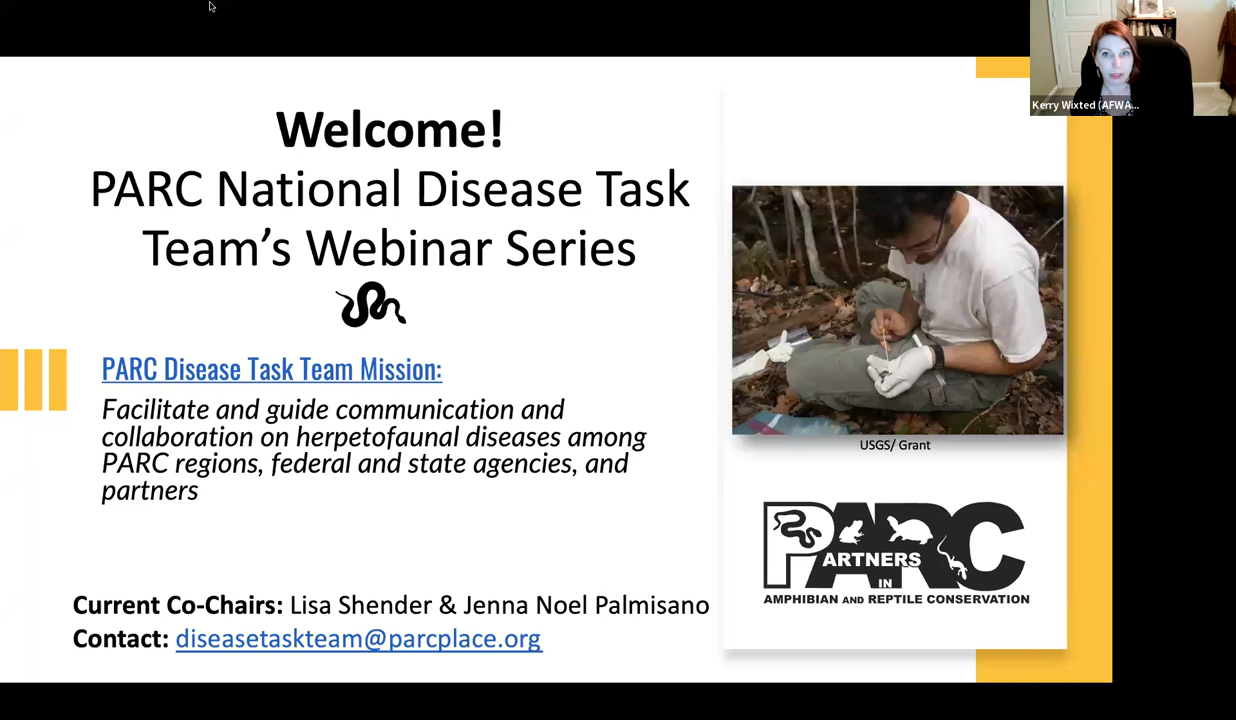 Welcome!
PARC National Disease Task
Team's Webinar Series
PARC Disease Task Team Mission:
Facilitate and guide communication and
collaboration on herpetofaunal diseases among
PARC regions, federal and state agencies, and
partners
Current Co-Chairs: Lisa Shender & Jenna Noel Palmisano
Contact: diseasetaskteam@parcplace.org
Kerry Wixted (AFWA...
USGS/ Grant
PARC
PARTNERS
IN
AMPHIBIAN AND REPTILE CONSERVATION